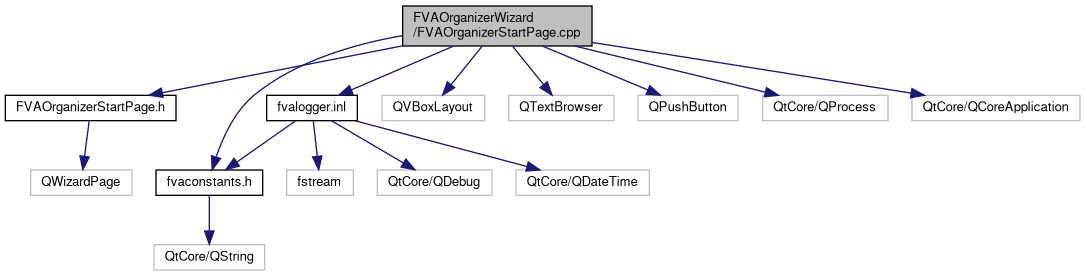 FVAOrganizerWizard
/FVAOrganizerStartPage.cpp
FVAOrganizerStartPage.h
fvalogger.inl
QVBoxLayout
QTextBrowser
QPushButton
QtCore/QProcess
QtCore/QCoreApplication
QWizardPage
fvaconstants.h
fstream
QtCore/QDebug
QtCore/QDateTime
QtCore/QString